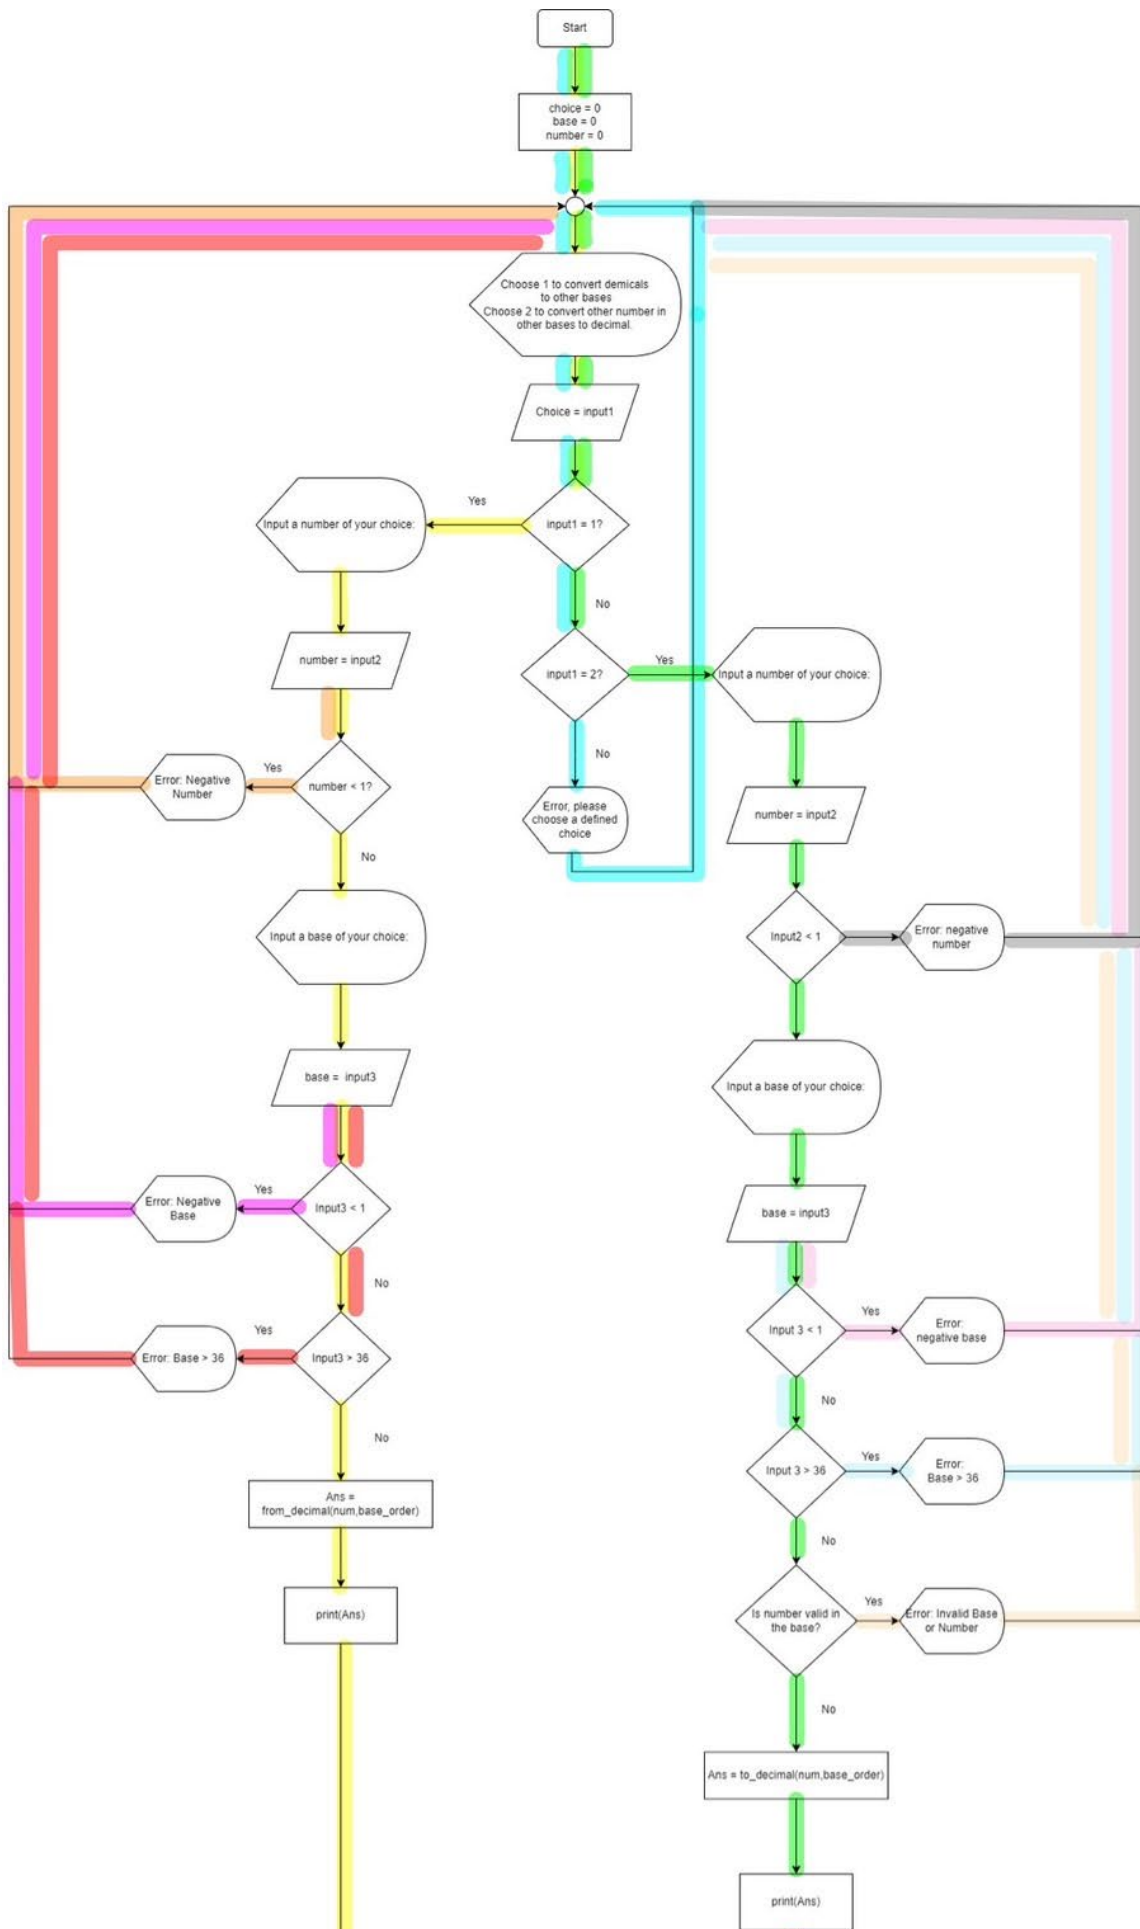 Start
choice = 0
base = 0
number = 0
Choose 1 to convert demicals
to other bases
Choose 2 to convert other number in
other bases to decimal.
Choice = input1
input1 = 1?
Yes
Input a number of your choice:
No
number = input2
input1 = 2?
Yes
Input a number of your choice:
No
number < 1?
Yes
Error: Negative
Number
Error, please
choose a defined
choice
number = input2
No
Input a base of your choice:
Input2 < 1
Error: negative
number
base = input3
Input a base of your choice:
Input3 < 1
Yes
Error: Negative
Base
base = input3
No
Input3 > 36
Yes
Error: Base > 36
Input 3 < 1
Yes
Error:
negative base
No
No
Input 3 > 36
Yes
Error:
Base > 36
Ans =
from_decimal(num,base_order)
No
print(Ans)
Is number valid in
the base?
Yes
Error: Invalid Base
or Number
No
Ans = to_decimal(num,base_order)
print(Ans)